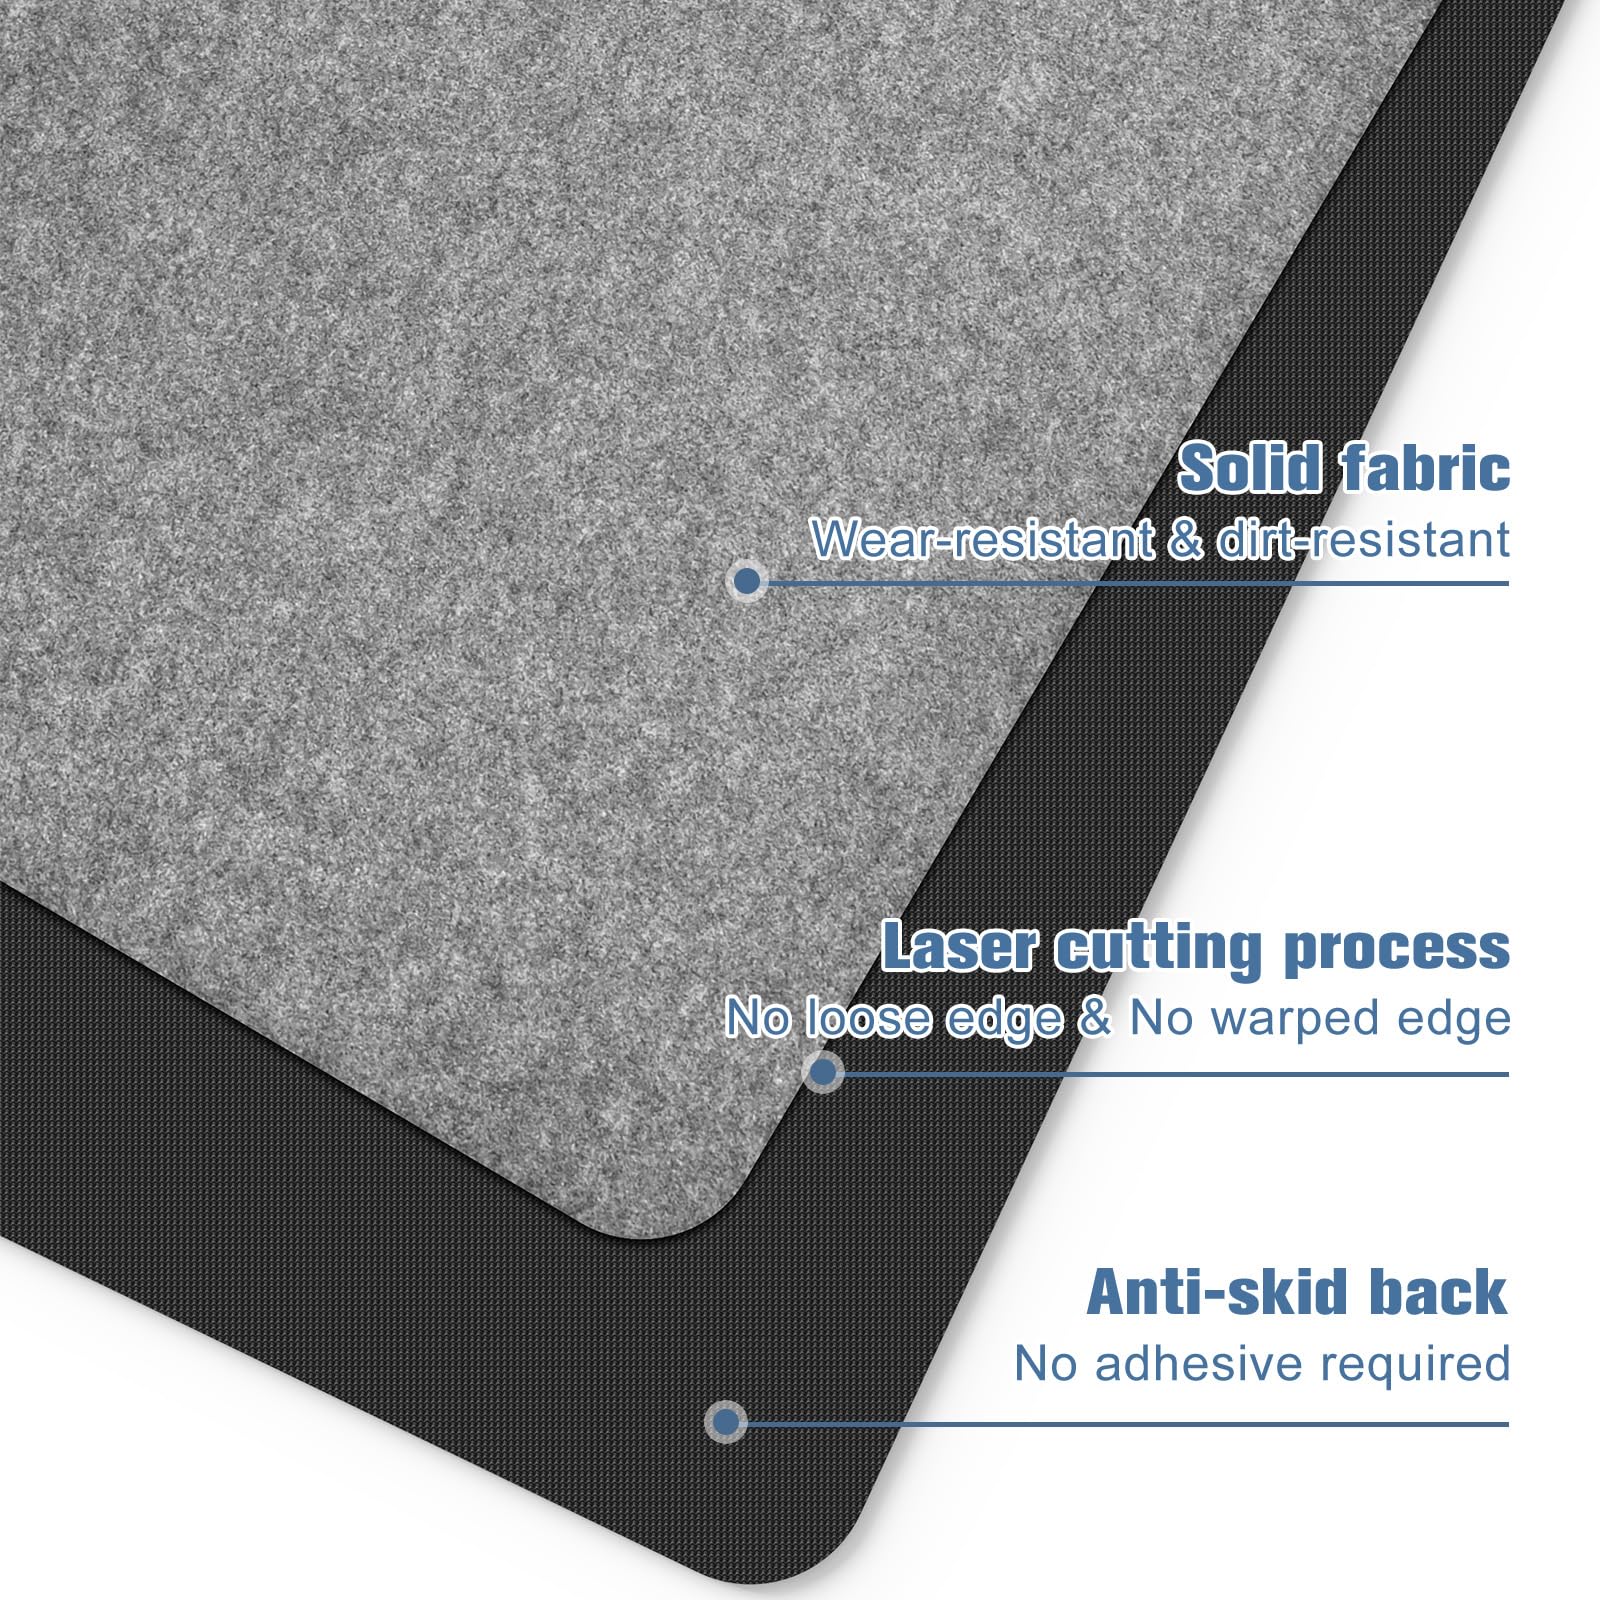 Solid fabric
Wear-resistant & dirt-resistant
Laser cutting process
No loose edge & No warped edge
Anti-skid back
No adhesive required